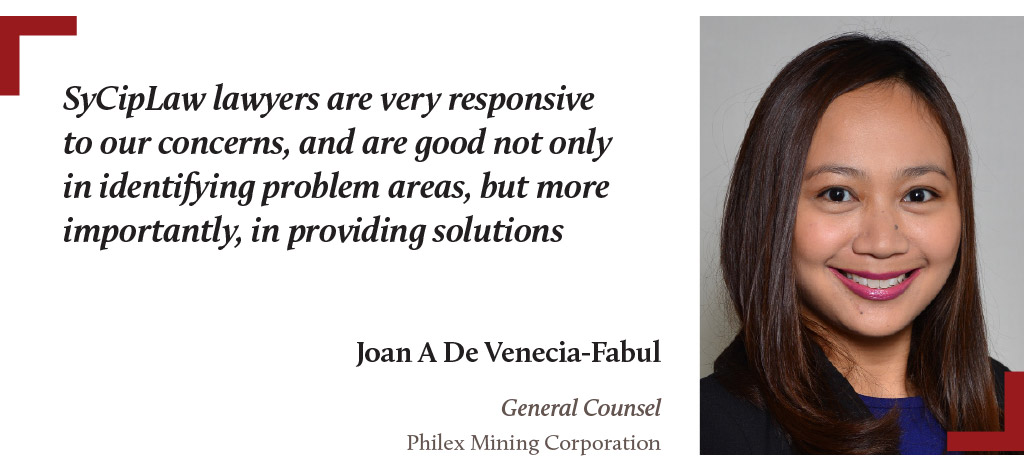 SyCipLaw lawyers are very responsive
to our concerns, and are good not only
in identifying problem areas, but more
importantly, in providing solutions
Joan A De Venecia-Fabul
General Counsel
Philex Mining Corporation